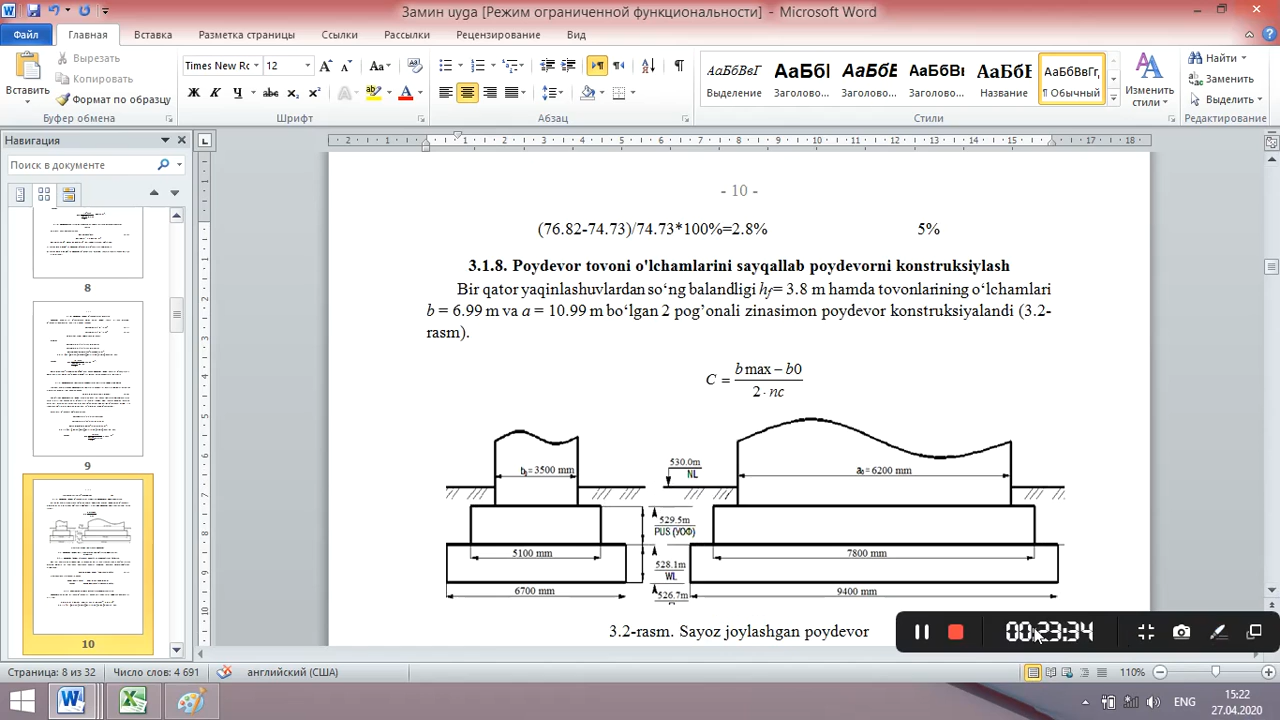 Замин uyga [Режим ограниченной функциональности] - Microsoft Word
Файл Главная Вставка Разметка страницы Ссылки Рассылки Рецензирование Вид
Вставить Вырезать Копировать Формат по образцу
Буфер обмена
Times New Rc 12
Ж К Ч abc x₂ x²
Шрифт
Абзац
АаБбВвГ АаБбI АаБбВ АаБбВı АаБбЕ АаБбВвГг,
Выделение Заголово... Заголово... Заголово... Название ¶ Обычный
Изменить стили
Стили
Найти
Заменить
Выделить
Редактирование
Навигация
Поиск в документе
8
9
10
- 10 -
(76.82-74.73)/74.73*100%=2.8% 5%
3.1.8. Poydevor tovoni o'lchamlarini sayqallab poydevorni konstruksiylash
Bir qator yaqinlashuvlardan so‘ng balandligi hf = 3.8 m hamda tovonlarining o‘lchamlari
b = 6.99 m va a = 10.99 m bo‘lgan 2 pog’onali zinasimon poydevor konstruksiyalandi (3.2-
rasm).
C = (b max − b0) / (2 · nc)
b₀= 3500 mm
530.0m
NL
a₀= 6200 mm
529.5m
PUS (УОФ)
5100 mm
7800 mm
528.1m
WL
6700 mm
526.7m
9400 mm
3.2-rasm. Sayoz joylashgan poydevor
00:23:34
Страница: 8 из 32 Число слов: 4 691 английский (США) 110%
ENG
15:22
27.04.2020